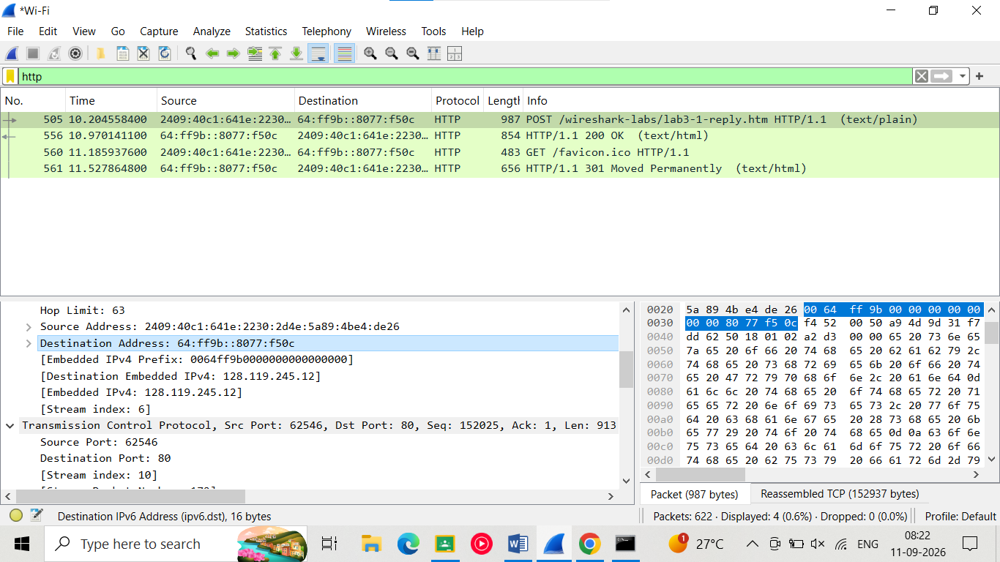 *Wi-Fi
File Edit View Go Capture Analyze Statistics Telephony Wireless Tools Help
http
No. Time Source Destination Protocol Length Info
505 10.204558400 2409:40c1:641e:2230… 64:ff9b::8077:f50c HTTP 987 POST /wireshark-labs/lab3-1-reply.htm HTTP/1.1 (text/plain)
556 10.970141100 64:ff9b::8077:f50c 2409:40c1:641e:2230… HTTP 854 HTTP/1.1 200 OK (text/html)
560 11.185937600 2409:40c1:641e:2230… 64:ff9b::8077:f50c HTTP 483 GET /favicon.ico HTTP/1.1
561 11.527864800 64:ff9b::8077:f50c 2409:40c1:641e:2230… HTTP 656 HTTP/1.1 301 Moved Permanently (text/html)
Hop Limit: 63
Source Address: 2409:40c1:641e:2230:2d4e:5a89:4be4:de26
Destination Address: 64:ff9b::8077:f50c
[Embedded IPv4 Prefix: 0064ff9b0000000000000000]
[Destination Embedded IPv4: 128.119.245.12]
[Embedded IPv4: 128.119.245.12]
[Stream index: 6]
Transmission Control Protocol, Src Port: 62546, Dst Port: 80, Seq: 152025, Ack: 1, Len: 913
Source Port: 62546
Destination Port: 80
[Stream index: 10]
0020 5a 89 4b e4 de 26 00 64 ff 9b 00 00 00 00 00 00
0030 00 00 80 77 f5 0c f4 52 00 50 a9 4d 9d 31 f7
0040 dd 62 50 18 01 02 a2 d3 00 00 65 20 73 6e 65
0050 7a 65 20 6f 66 20 74 68 65 20 62 61 62 79 2c
0060 74 68 65 20 73 68 72 69 65 6b 20 6f 66 20 74
0070 65 20 47 72 79 70 68 6f 6e 2c 20 61 6e 64 0d
0080 61 6c 6c 20 74 68 65 20 6f 74 68 65 72 20 71
0090 65 65 72 20 6e 6f 69 73 65 73 2c 20 77 6f 75
00a0 64 20 63 68 61 6e 67 65 20 28 73 68 65 20 6b
00b0 65 77 29 20 74 6f 20 74 68 65 0d 0a 63 6f 6e
00c0 75 73 65 64 20 63 6c 61 6d 6f 75 72 20 6f 66
00d0 74 68 65 20 62 75 73 79 20 66 61 72 6d 2d 79
Packet (987 bytes) Reassembled TCP (152937 bytes)
Destination IPv6 Address (ipv6.dst), 16 bytes
Packets: 622 · Displayed: 4 (0.6%) · Dropped: 0 (0.0%)
Profile: Default
Type here to search
1
27°C
ENG
08:22
11-09-2026